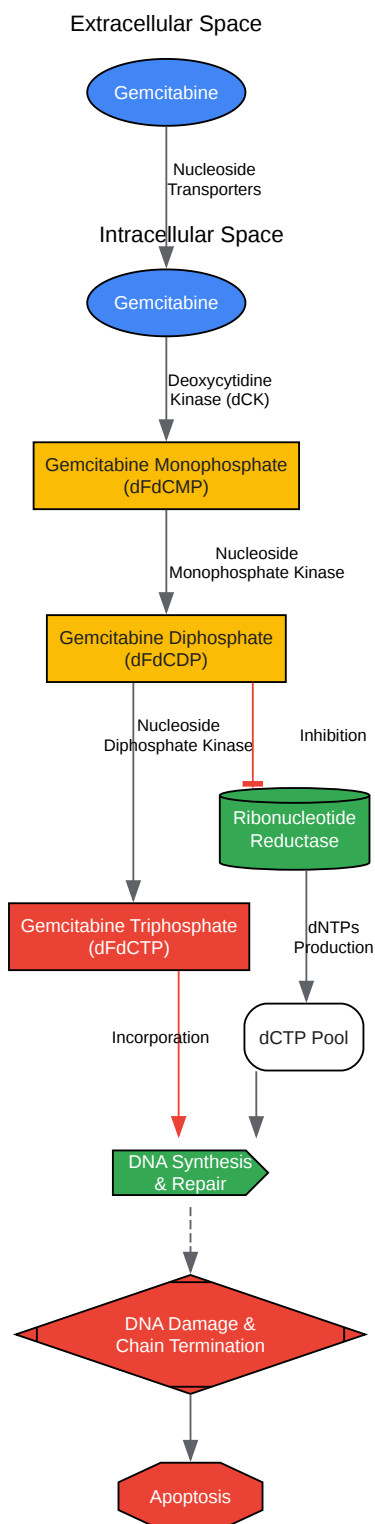 Extracellular Space
Gemcitabine
Nucleoside
Transporters
Intracellular Space
Gemcitabine
Deoxycytidine
Kinase (dCK)
Gemcitabine Monophosphate
(dFdCMP)
Nucleoside
Monophosphate Kinase
Gemcitabine Diphosphate
(dFdCDP)
Nucleoside
Diphosphate Kinase
Inhibition
Ribonucleotide
Reductase
Gemcitabine Triphosphate
(dFdCTP)
dNTPs
Production
Incorporation
dCTP Pool
DNA Synthesis
& Repair
DNA Damage &
Chain Termination
Apoptosis